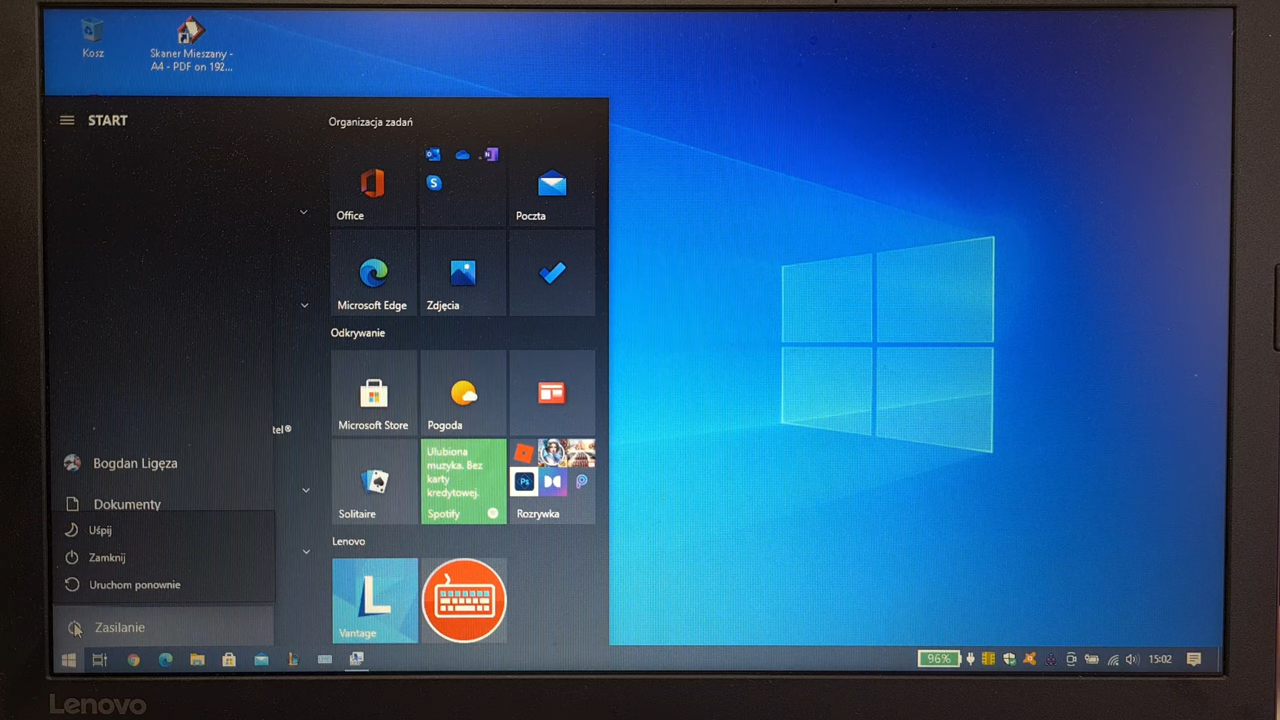 Kosz
Skaner Mieszany -
A4 - PDF on 192...
START
Organizacja zadań
Office
Poczta
Microsoft Edge
Zdjęcia
Odkrywanie
Microsoft Store
Pogoda
tel®
Ulubiona
muzyka. Bez
karty
kredytowej.
Solitaire
Spotify
Ps
Rozrywka
Bogdan Ligęza
Dokumenty
Uśpij
Zamknij
Uruchom ponownie
Zasilanie
Lenovo
L
Vantage
96%
15:02
Lenovo